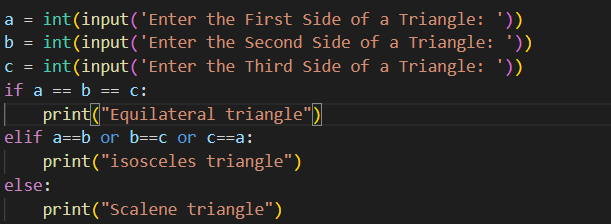 a = int(input('Enter the First Side of a Triangle: '))
b = int(input('Enter the Second Side of a Triangle: '))
c = int(input('Enter the Third Side of a Triangle: '))
if a == b == c:
    print("Equilateral triangle")
elif a==b or b==c or c==a:
    print("isosceles triangle")
else:
    print("Scalene triangle")